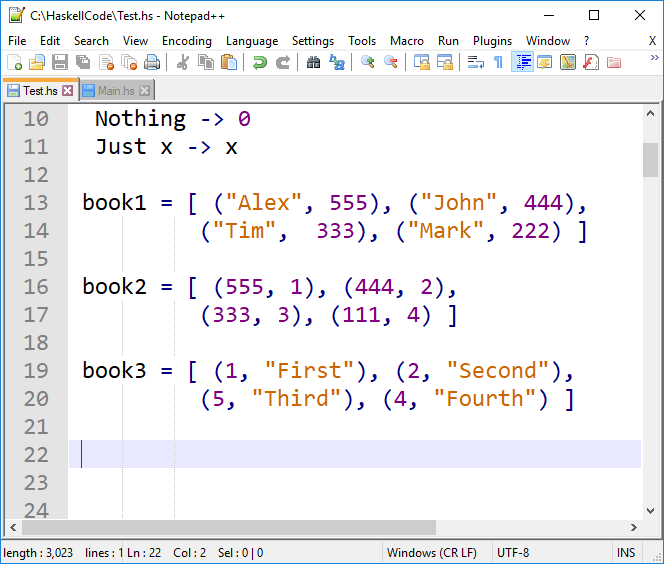 C:\HaskellCode\Test.hs - Notepad++
File Edit Search View Encoding Language Settings Tools Macro Run Plugins Window ? X
Test.hs Main.hs
10 Nothing -> 0
11 Just x -> x
12
13 book1 = [ ("Alex", 555), ("John", 444),
14 ("Tim",  333), ("Mark", 222) ]
15
16 book2 = [ (555, 1), (444, 2),
17 (333, 3), (111, 4) ]
18
19 book3 = [ (1, "First"), (2, "Second"),
20 (5, "Third"), (4, "Fourth") ]
21
22
23
24
length : 3,023 lines : 1 Ln : 22 Col : 2 Sel : 0 | 0 Windows (CR LF) UTF-8 INS